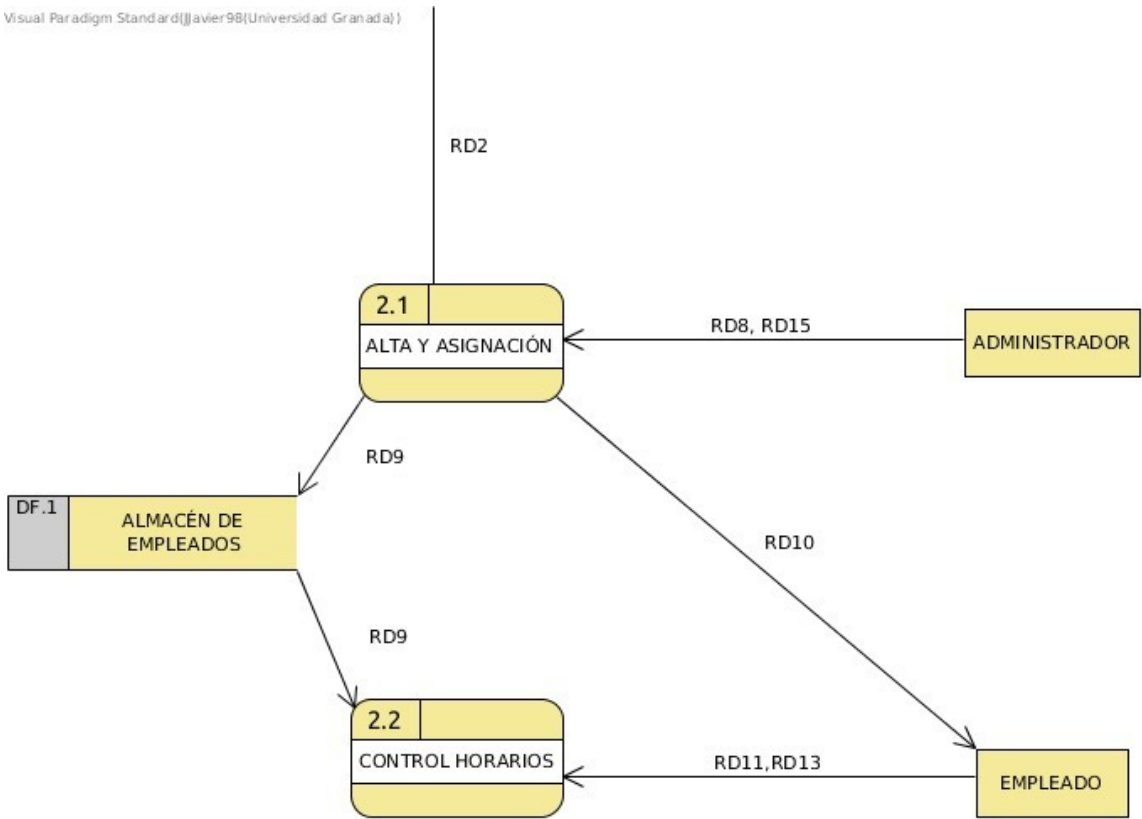 Visual Paradigm Standard(JJavier98(Universidad Granada))
RD2
2.1
ALTA Y ASIGNACIÓN
RD8, RD15
ADMINISTRADOR
RD9
DF.1
ALMACÉN DE
EMPLEADOS
RD10
RD9
2.2
CONTROL HORARIOS
RD11,RD13
EMPLEADO